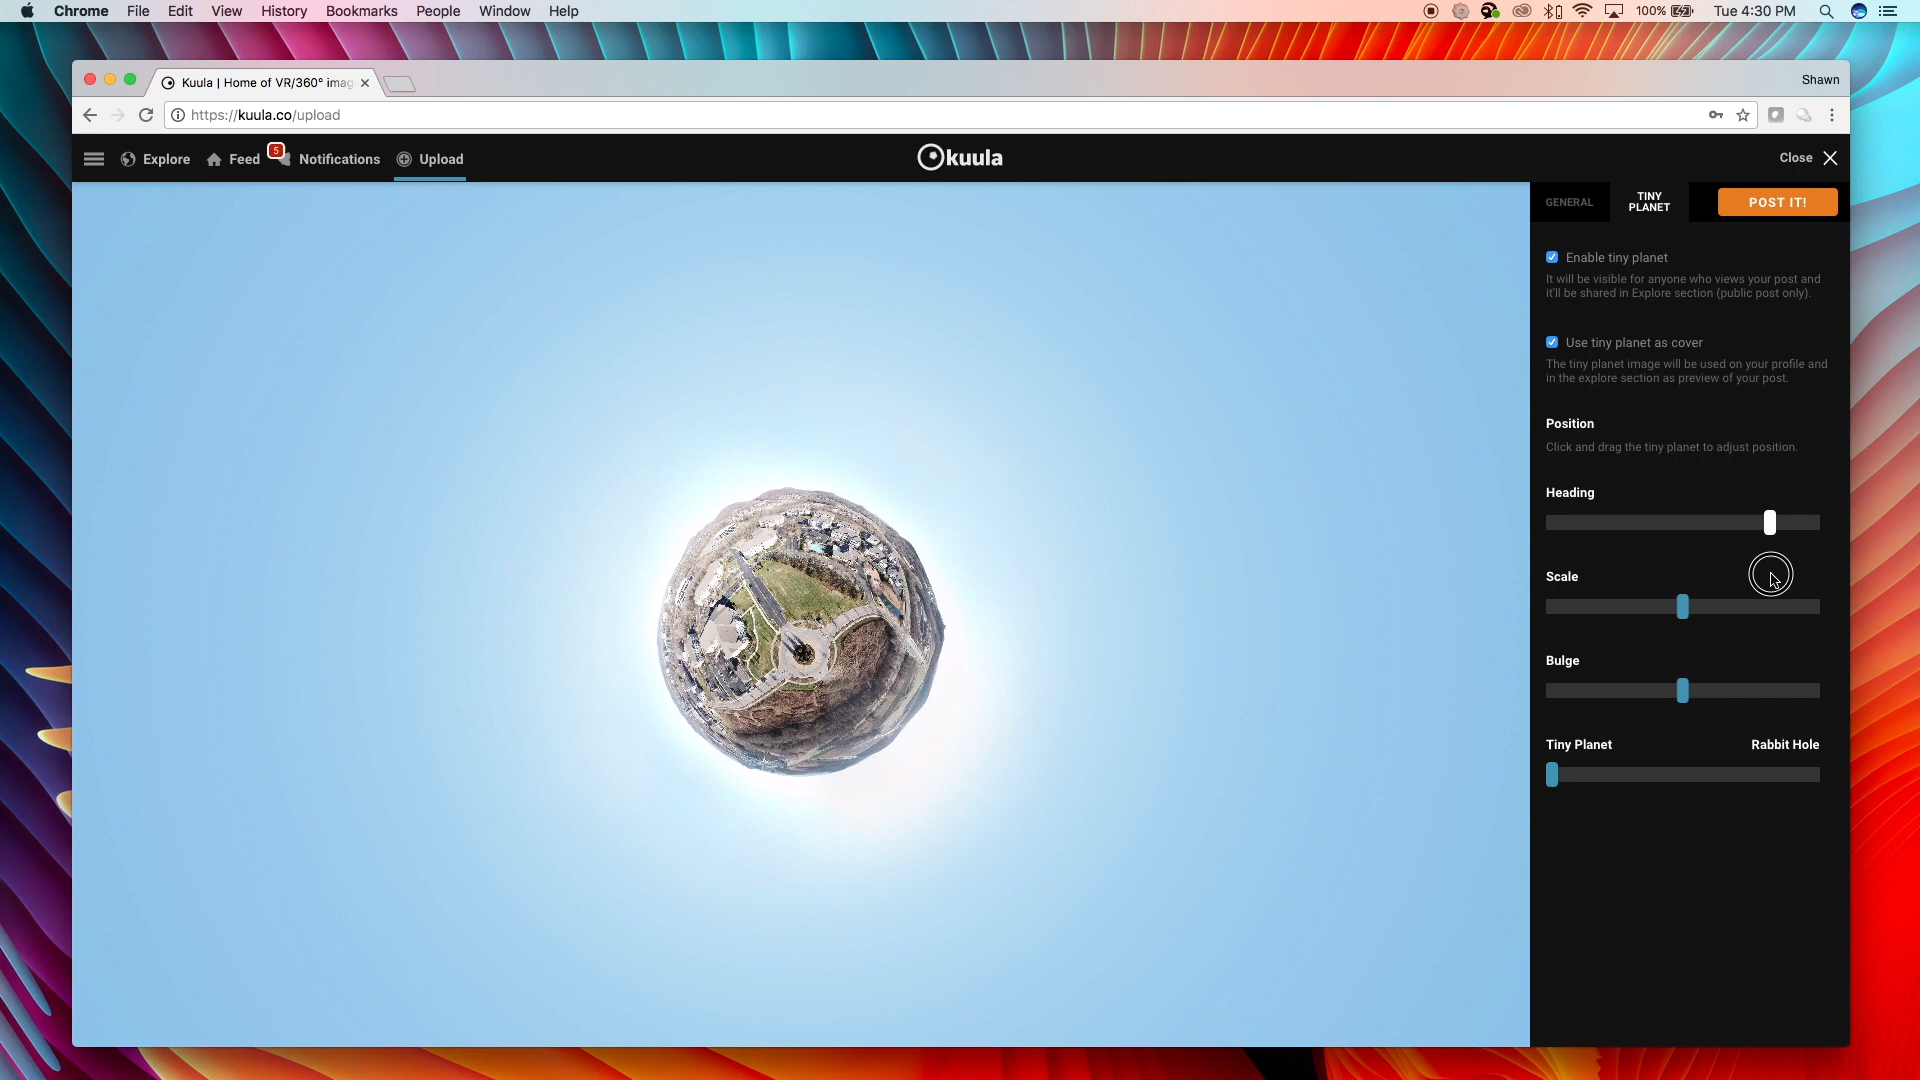 Chrome File Edit View History Bookmarks People Window Help
100% Tue 4:30 PM
Kuula | Home of VR/360° imag
Shawn
https://kuula.co/upload
Explore Feed 5 Notifications Upload
kuula
Close
GENERAL
TINY
PLANET
POST IT!
Enable tiny planet
It will be visible for anyone who views your post and
it'll be shared in Explore section (public post only).
Use tiny planet as cover
The tiny planet image will be used on your profile and
in the explore section as preview of your post.
Position
Click and drag the tiny planet to adjust position.
Heading
Scale
Bulge
Tiny Planet Rabbit Hole